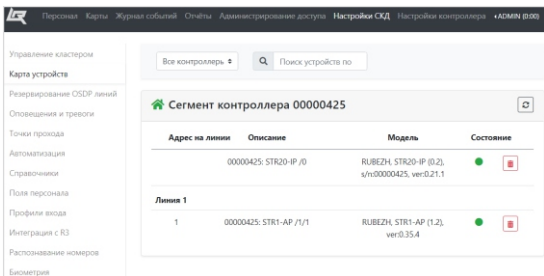 Персонал Карты Журнал событий Отчёты Администрирование доступа Настройки СКД Настройки контроллера ADMIN (0:00)
Управление кластером
Карта устройств
Резервирование OSDP линий
Оповещения и тревоги
Точки прохода
Автоматизация
Справочники
Поля персонала
Профили входа
Интеграция с R3
Распознавание номеров
Биометрия
Все контроллеры Поиск устройств по
Сегмент контроллера 00000425
Адрес на линии Описание Модель Состояние
00000425: STR20-IP /0 RUBEZH, STR20-IP (0.2),
s/n:00000425, ver:0.21.1
Линия 1
1 00000425: STR1-AP /1/1 RUBEZH, STR1-AP (1.2),
ver:0.35.4